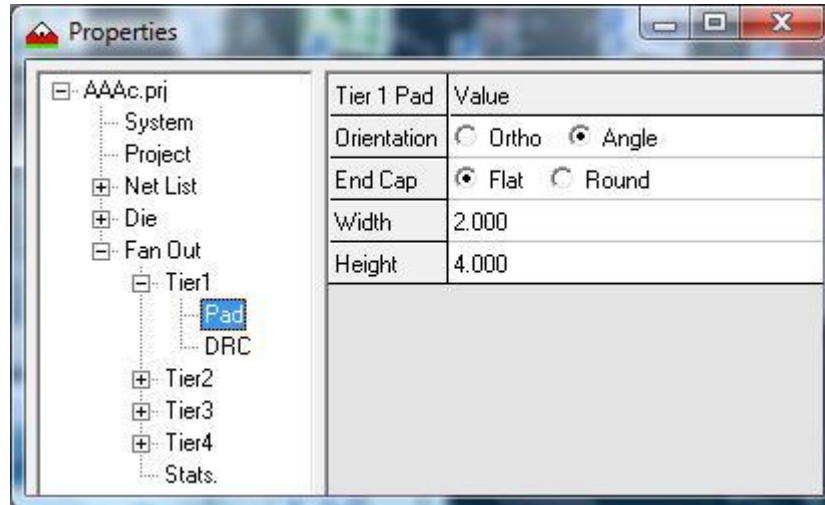 Properties
AAAc.prj
System
Project
Net List
Die
Fan Out
Tier1
Pad
DRC
Tier2
Tier3
Tier4
Stats.
Tier 1 Pad Value
Orientation Ortho Angle
End Cap Flat Round
Width 2.000
Height 4.000